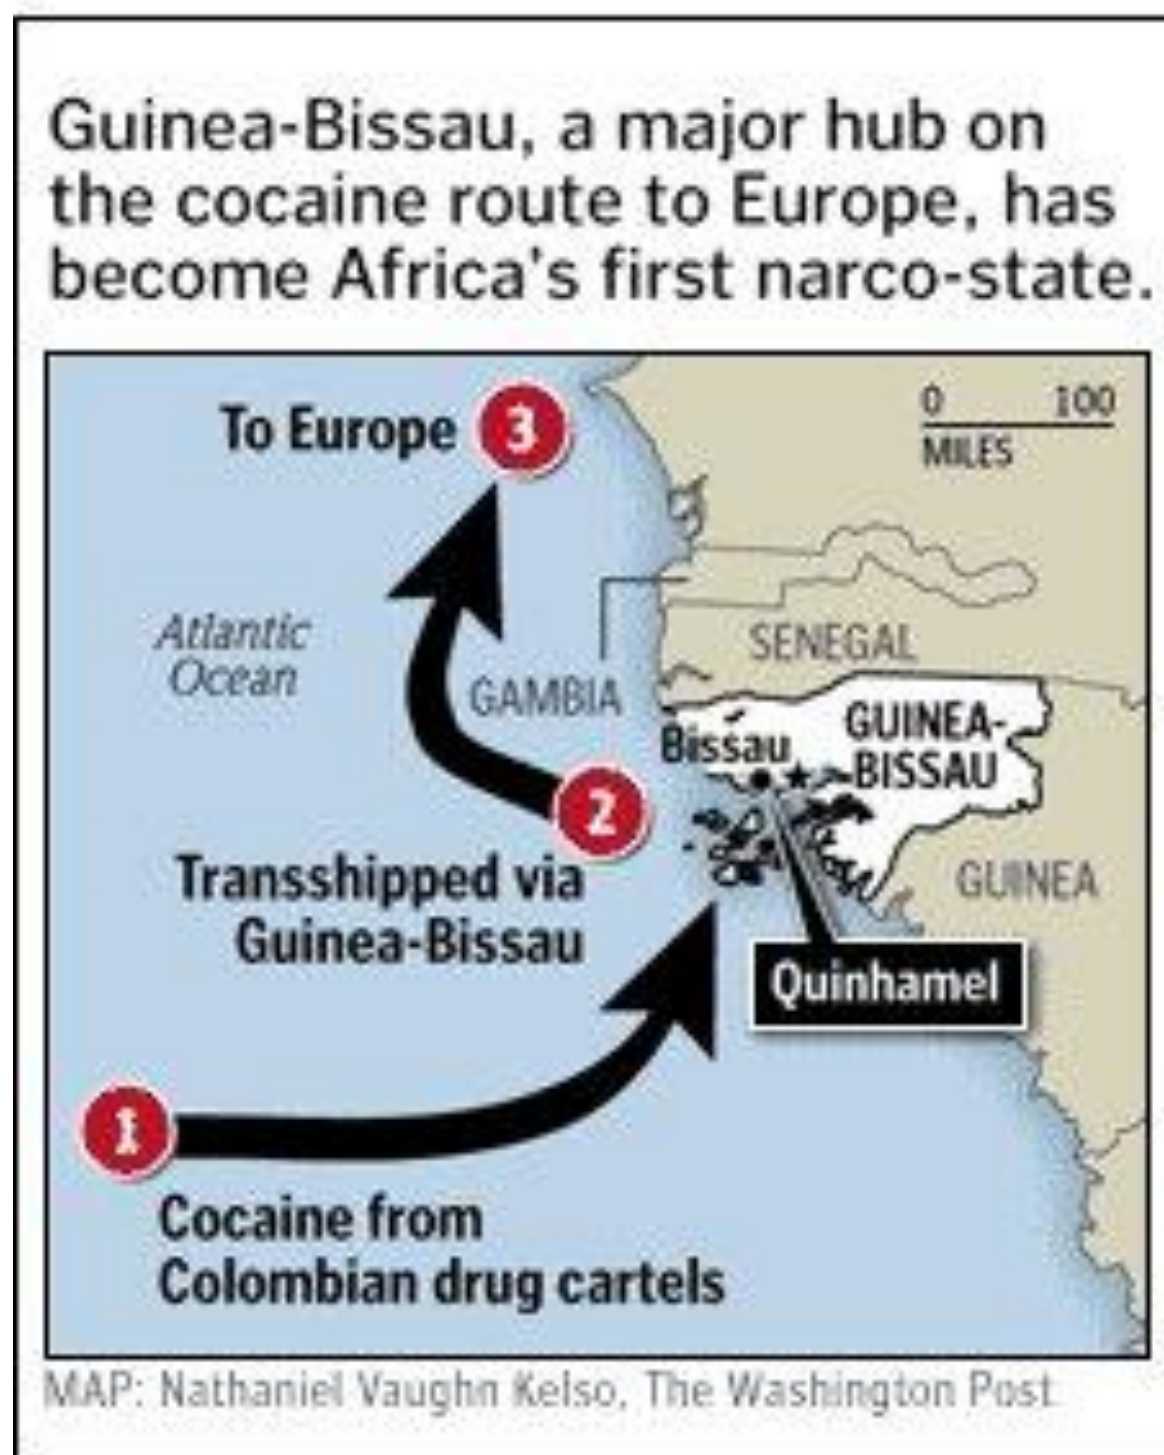 Guinea-Bissau, a major hub on
the cocaine route to Europe, has
become Africa's first narco-state.
To Europe 3
0 100
MILES
Atlantic
Ocean
SENEGAL
GAMBIA
GUINEA-
BISSAU
Bissau
2
Transshipped via
Guinea-Bissau
GUINEA
Quinhamel
1
Cocaine from
Colombian drug cartels
MAP: Nathaniel Vaughn Kelso, The Washington Post